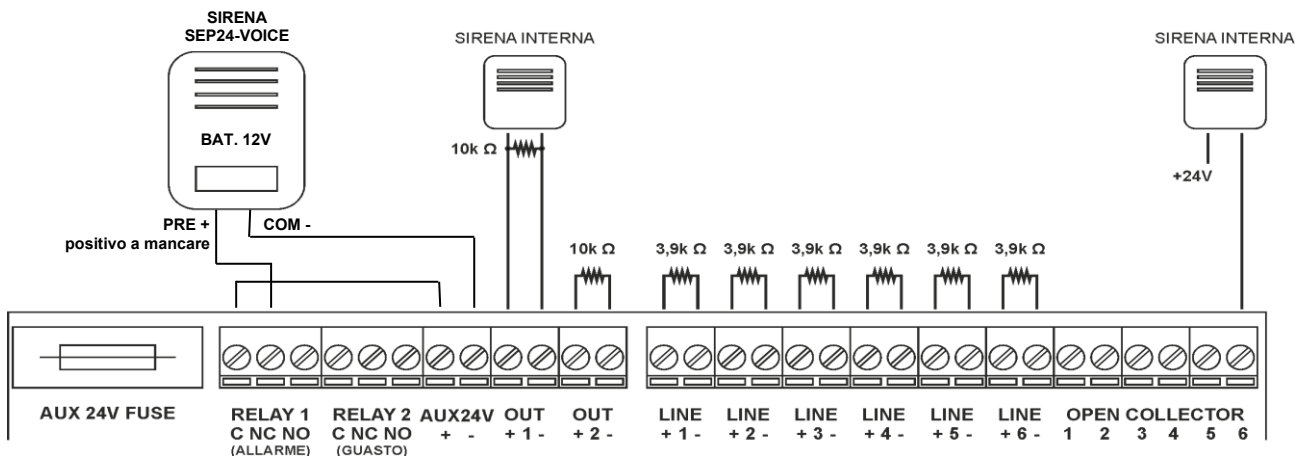 SIRENA
SEP24-VOICE
SIRENA INTERNA
SIRENA INTERNA
BAT. 12V
10k Ω
+24V
PRE +
COM -
positivo a mancare
10k Ω
3,9k Ω
3,9k Ω
3,9k Ω
3,9k Ω
3,9k Ω
3,9k Ω
AUX 24V FUSE
RELAY 1
C NC NO
(ALLARME)
RELAY 2
C NC NO
(GUASTO)
AUX24V
+ -
OUT
+ 1 -
OUT
+ 2 -
LINE
+ 1 -
LINE
+ 2 -
LINE
+ 3 -
LINE
+ 4 -
LINE
+ 5 -
LINE
+ 6 -
OPEN COLLECTOR
1 2 3 4 5 6